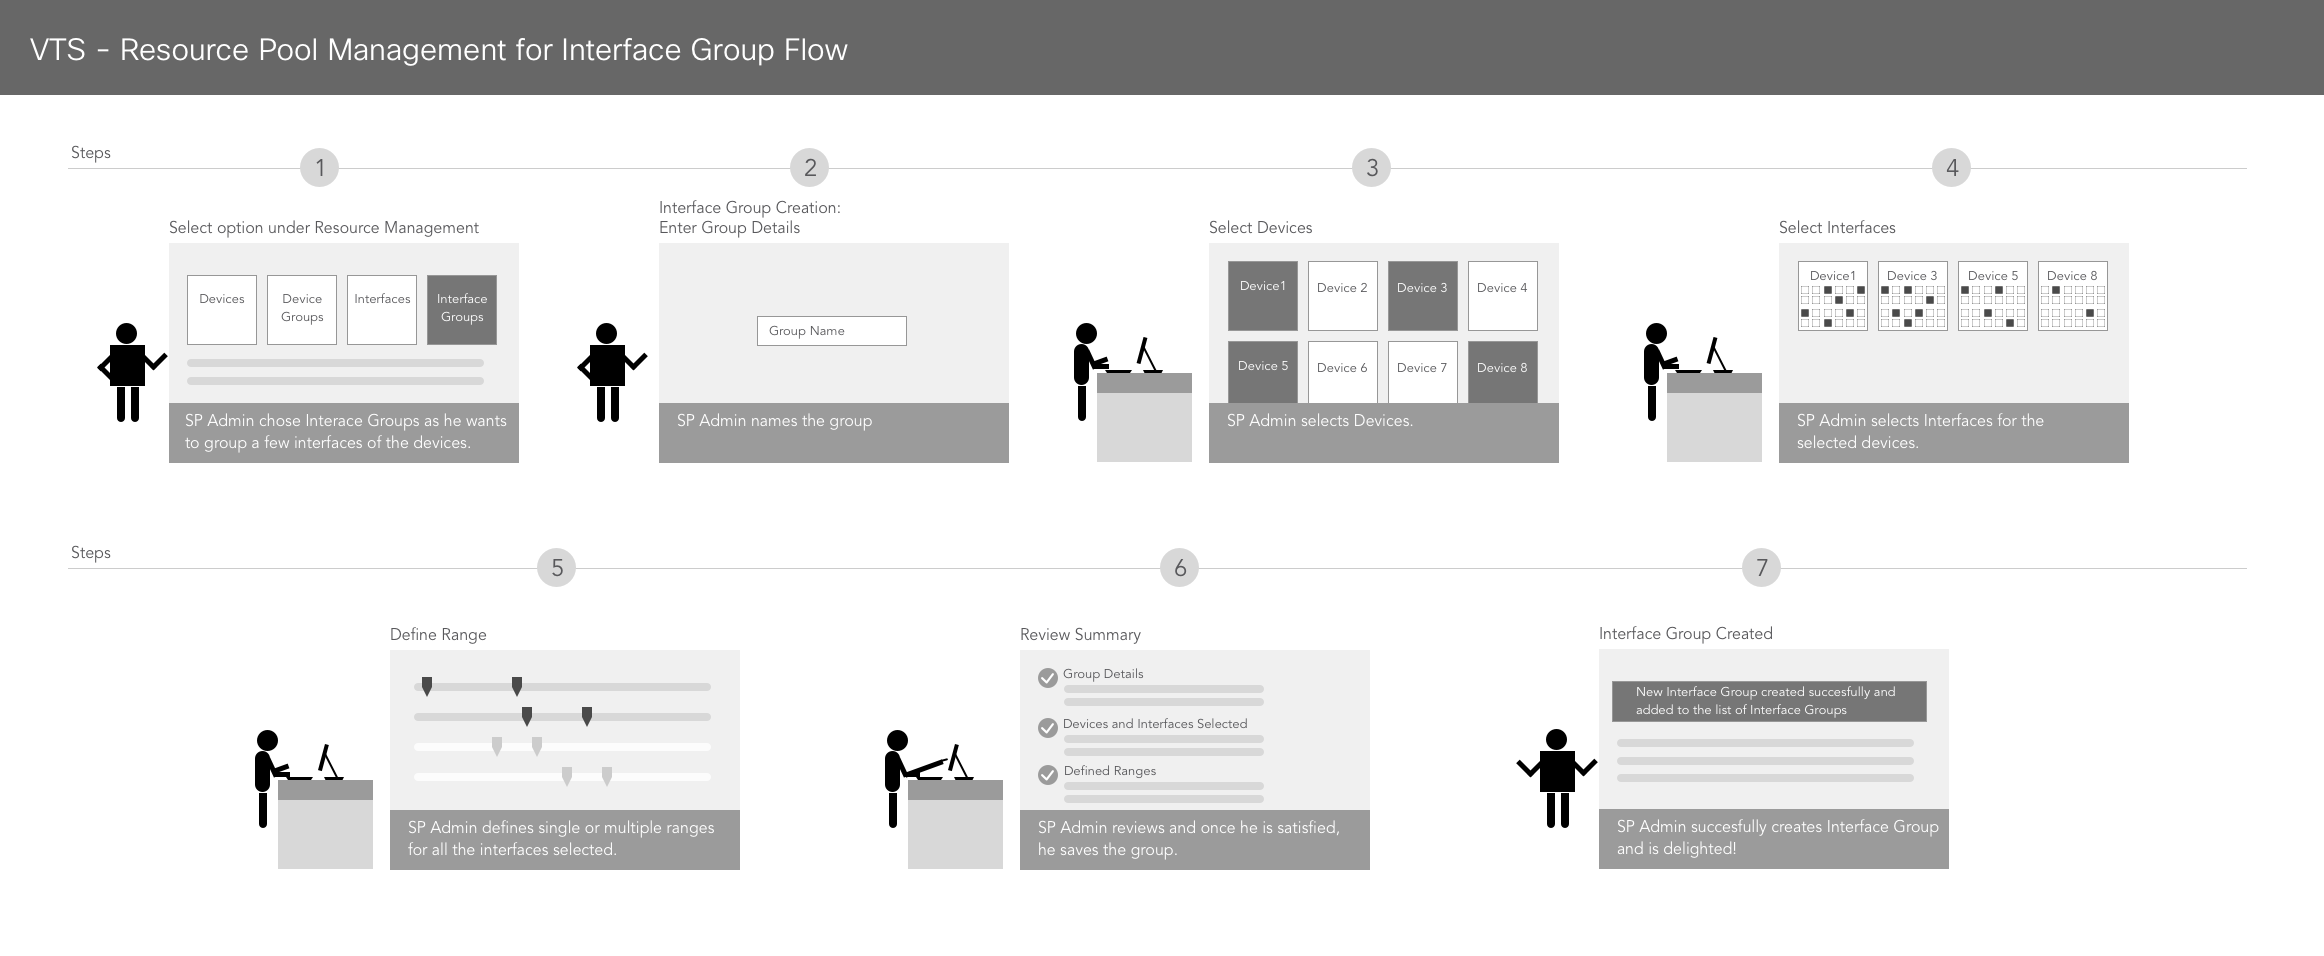 VTS - Resource Pool Management for Interface Group Flow
Steps
1
2
3
4
Select option under Resource Management
Devices
Device
Groups
Interfaces
Interface
Groups
SP Admin chose Interace Groups as he wants
to group a few interfaces of the devices.
Interface Group Creation:
Enter Group Details
Group Name
SP Admin names the group
Select Devices
Device1
Device 2
Device 3
Device 4
Device 5
Device 6
Device 7
Device 8
SP Admin selects Devices.
Select Interfaces
Device1
Device 3
Device 5
Device 8
SP Admin selects Interfaces for the
selected devices.
Steps
5
6
7
Define Range
SP Admin defines single or multiple ranges
for all the interfaces selected.
Review Summary
Group Details
Devices and Interfaces Selected
Defined Ranges
SP Admin reviews and once he is satisfied,
he saves the group.
Interface Group Created
New Interface Group created succesfully and
added to the list of Interface Groups
SP Admin succesfully creates Interface Group
and is delighted!